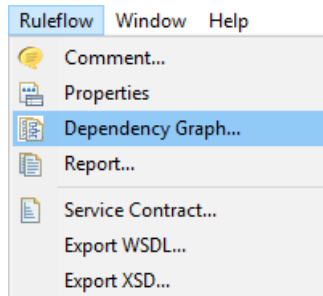 Ruleflow Window Help
Comment...
Properties
Dependency Graph...
Report...
Service Contract...
Export WSDL...
Export XSD...